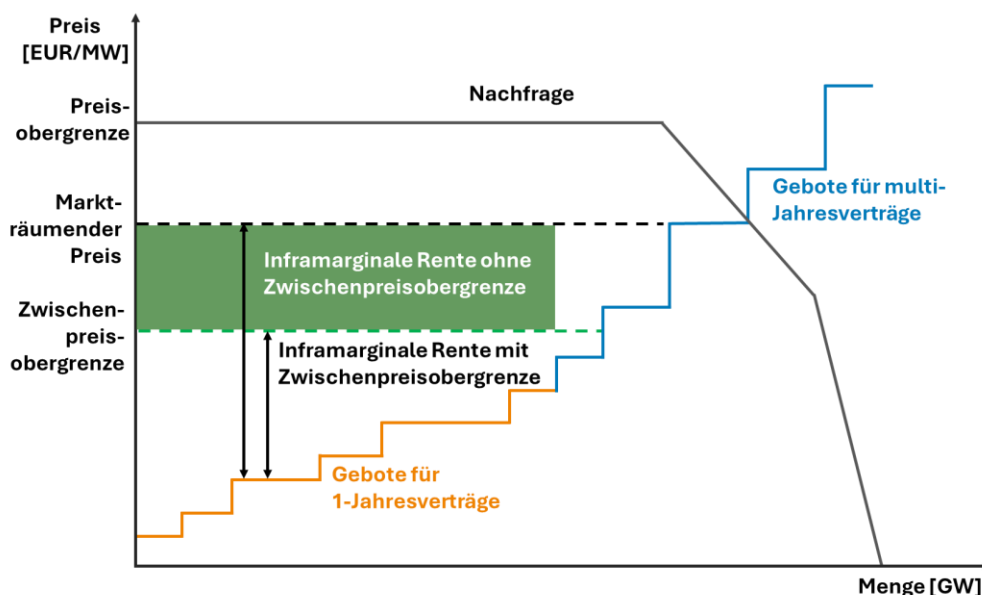 Preis
[EUR/MW]
Nachfrage
Preis-
obergrenze
Gebote für multi-
Jahresverträge
Markt-
räumender
Preis
Inframarginale Rente ohne
Zwischenpreisobergrenze
Zwischen-
preis-
obergrenze
Inframarginale Rente mit
Zwischenpreisobergrenze
Gebote für
1-Jahresverträge
Menge [GW]